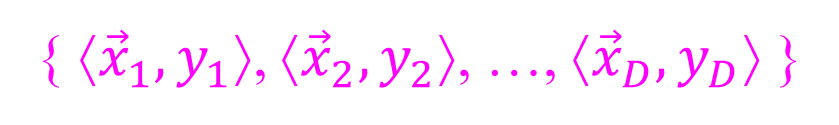 { ⟨x⃗₁, y₁⟩, ⟨x⃗₂, y₂⟩, …, ⟨x⃗_D, y_D⟩ }